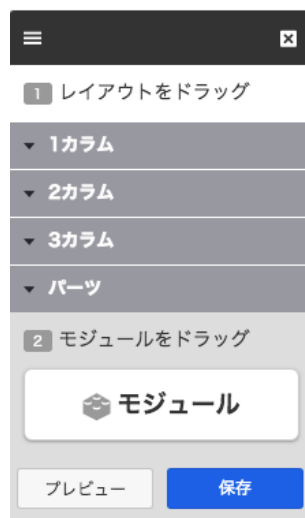 1 レイアウトをドラッグ
1カラム
2カラム
3カラム
パーツ
2 モジュールをドラッグ
モジュール
プレビュー 保存